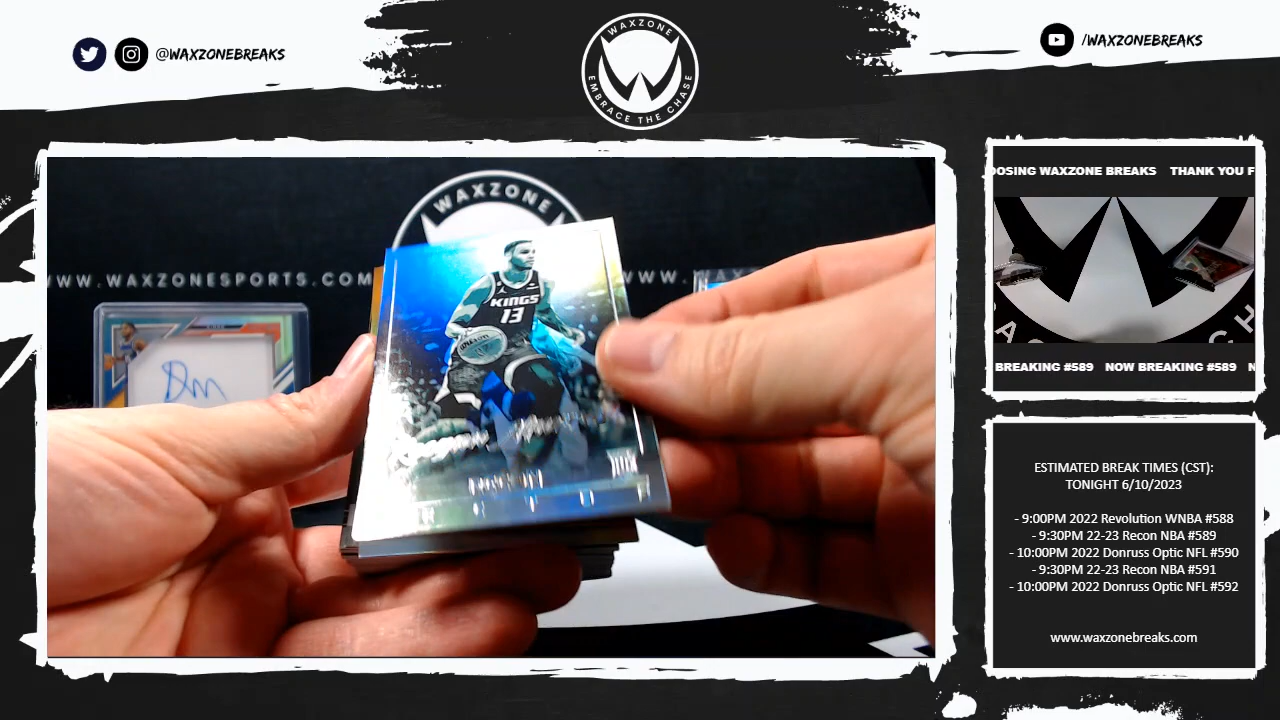 @WAXZONEBREAKS
WAXZONE
EMBRACE THE CHASE
/WAXZONEBREAKS
WAXZONE
WWW.WAXZONESPORTS.COM
WWW.WAXZON
KINGS
13
OSING WAXZONE BREAKS THANK YOU F
BREAKING #589 NOW BREAKING #589 N
ESTIMATED BREAK TIMES (CST):
TONIGHT 6/10/2023
- 9:00PM 2022 Revolution WNBA #588
- 9:30PM 22-23 Recon NBA #589
- 10:00PM 2022 Donruss Optic NFL #590
- 9:30PM 22-23 Recon NBA #591
- 10:00PM 2022 Donruss Optic NFL #592
www.waxzonebreaks.com